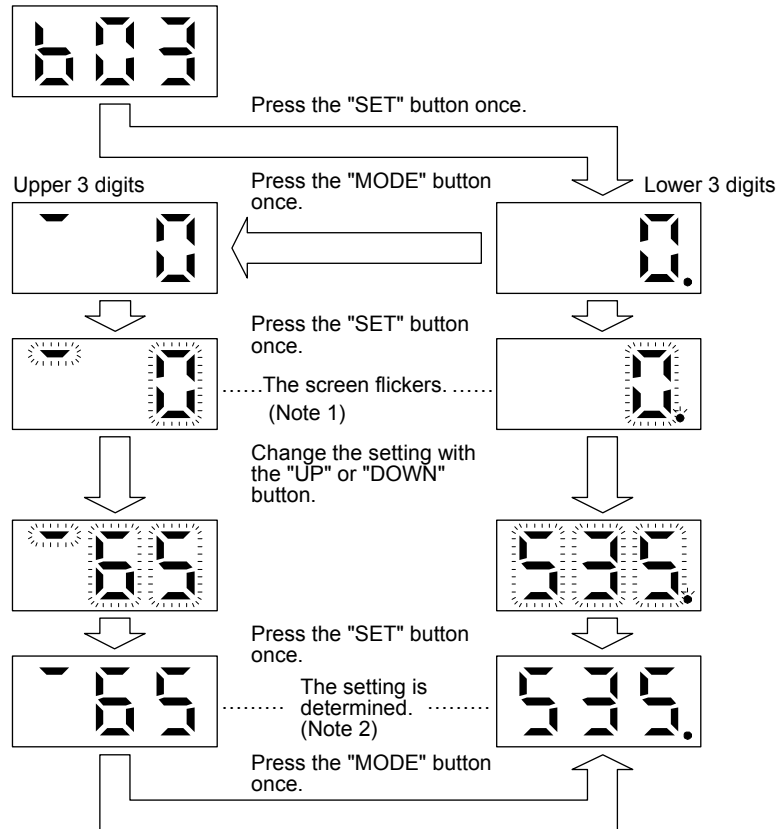 b03
Press the "SET" button once.
Upper 3 digits
Press the "MODE" button
once.
Lower 3 digits
- 0
0.
Press the "SET" button
once.
- 0
......The screen flickers. ......
(Note 1)
0.
Change the setting with
the "UP" or "DOWN"
button.
-65
535.
Press the "SET" button
once.
-65
......... The setting is
determined. .........
(Note 2)
535.
Press the "MODE" button
once.